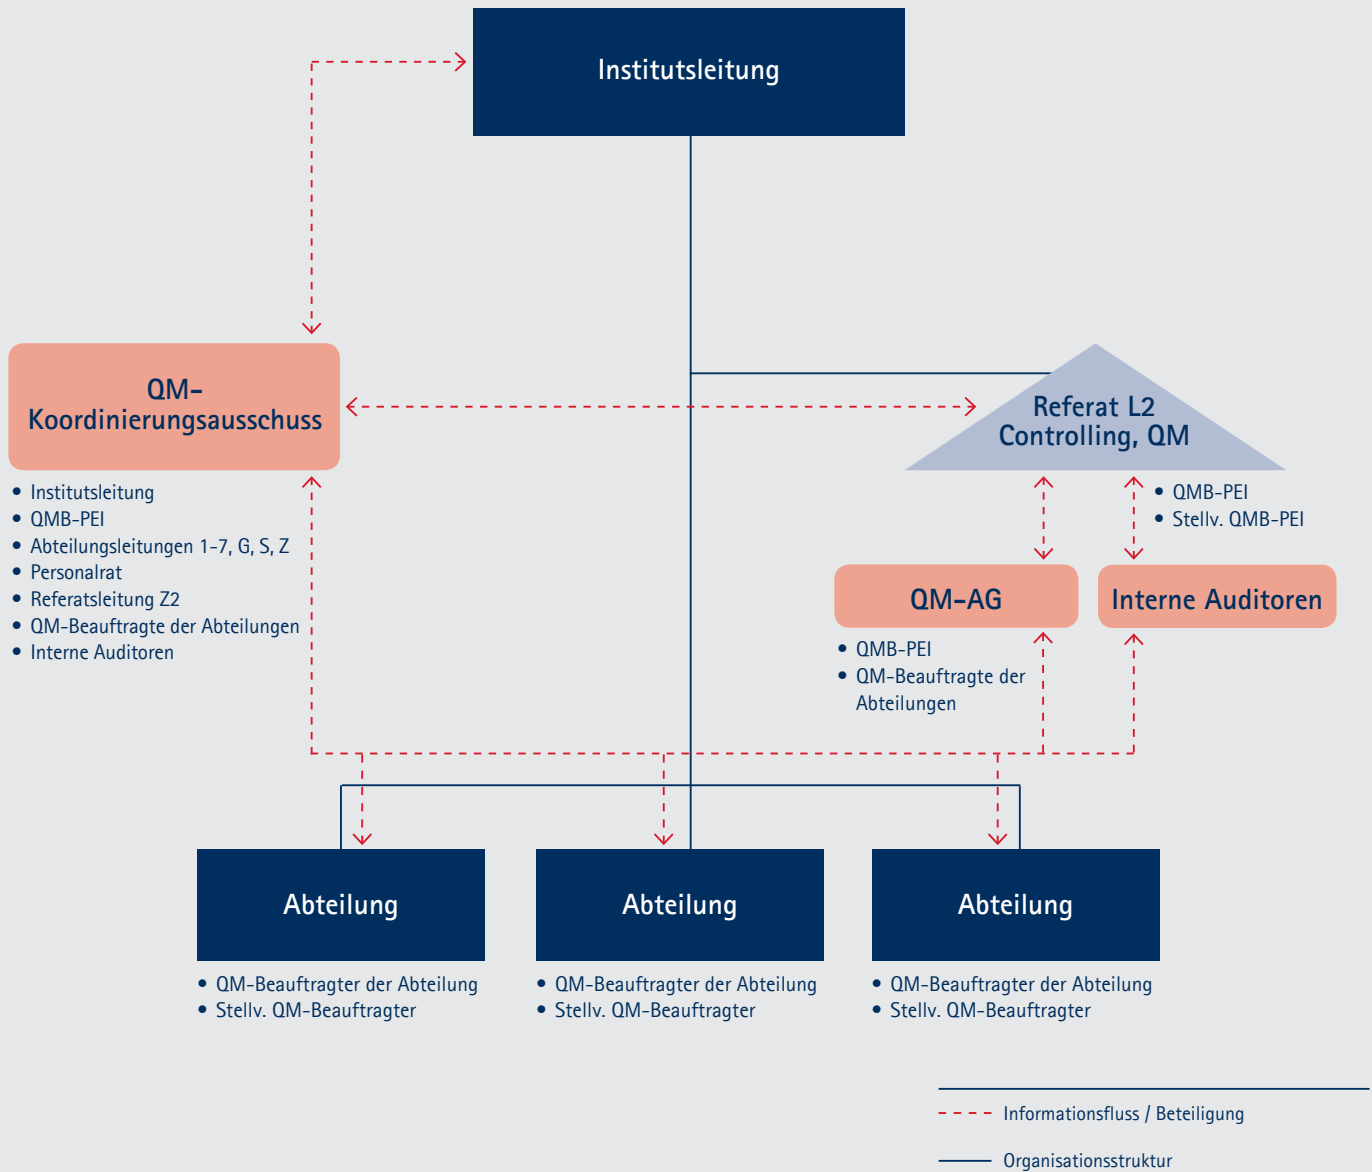 Institutsleitung
QM-
Koordinierungsausschuss
• Institutsleitung
• QMB-PEI
• Abteilungsleitungen 1-7, G, S, Z
• Personalrat
• Referatsleitung Z2
• QM-Beauftragte der Abteilungen
• Interne Auditoren
Referat L2
Controlling, QM
• QMB-PEI
• Stellv. QMB-PEI
QM-AG
• QMB-PEI
• QM-Beauftragte der
Abteilungen
Interne Auditoren
Abteilung
• QM-Beauftragter der Abteilung
• Stellv. QM-Beauftragter
Abteilung
• QM-Beauftragter der Abteilung
• Stellv. QM-Beauftragter
Abteilung
• QM-Beauftragter der Abteilung
• Stellv. QM-Beauftragter
Informationsfluss / Beteiligung
Organisationsstruktur